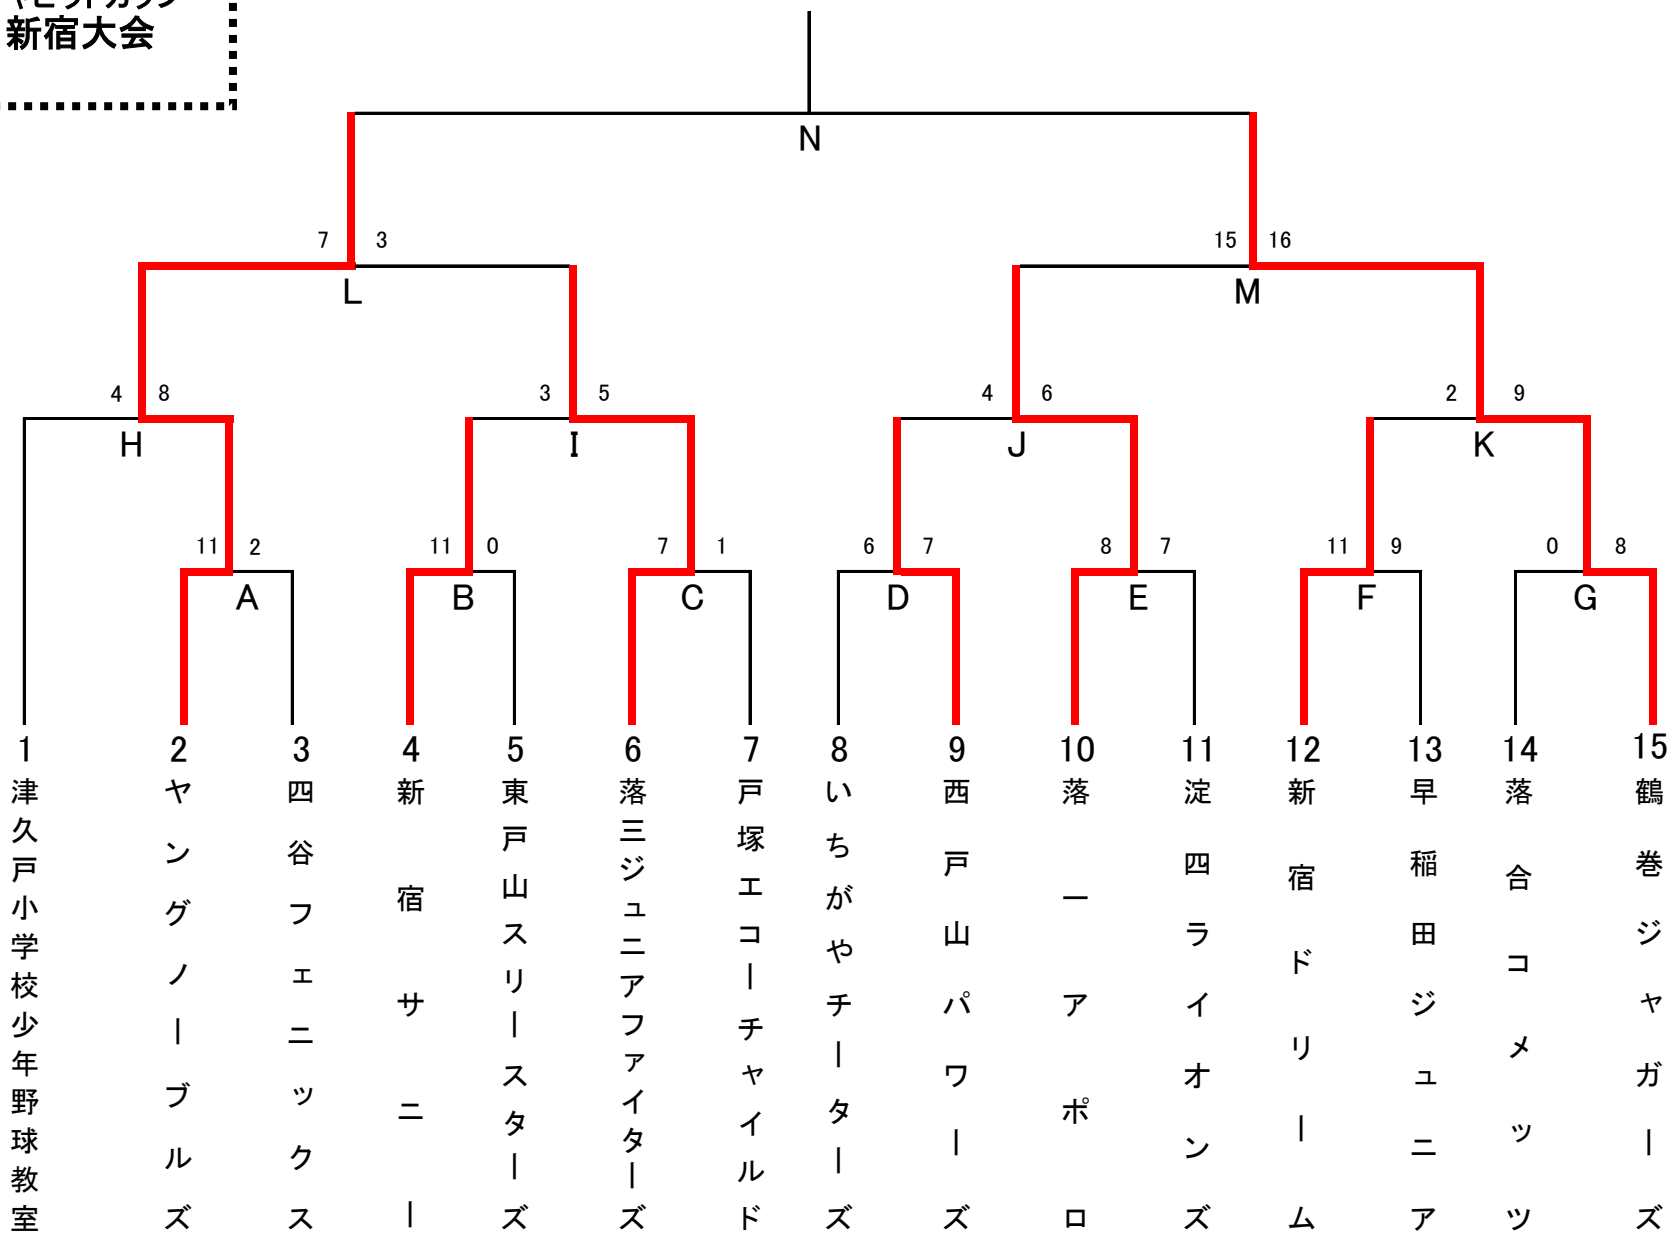 新宿大会
N
7 3
15 16
L
M
4 8
3 5
4 6
2 9
H
I
J
K
11 2
11 0
7 1
6 7
8 7
11 9
0 8
A
B
C
D
E
F
G
1
2
3
4
5
6
7
8
9
10
11
12
13
14
15
津久戸小学校少年野球教室
ヤングノーブルズ
四谷フェニックス
新宿サニー
東戸山スリースターズ
落三ジュニアファイターズ
戸塚エコーチャイルド
いちがやチーターズ
西戸山パワーズ
落一アポロ
淀四ライオンズ
新宿ドリーム
早稲田ジュニア
落合コメッツ
鶴巻ジャガーズ